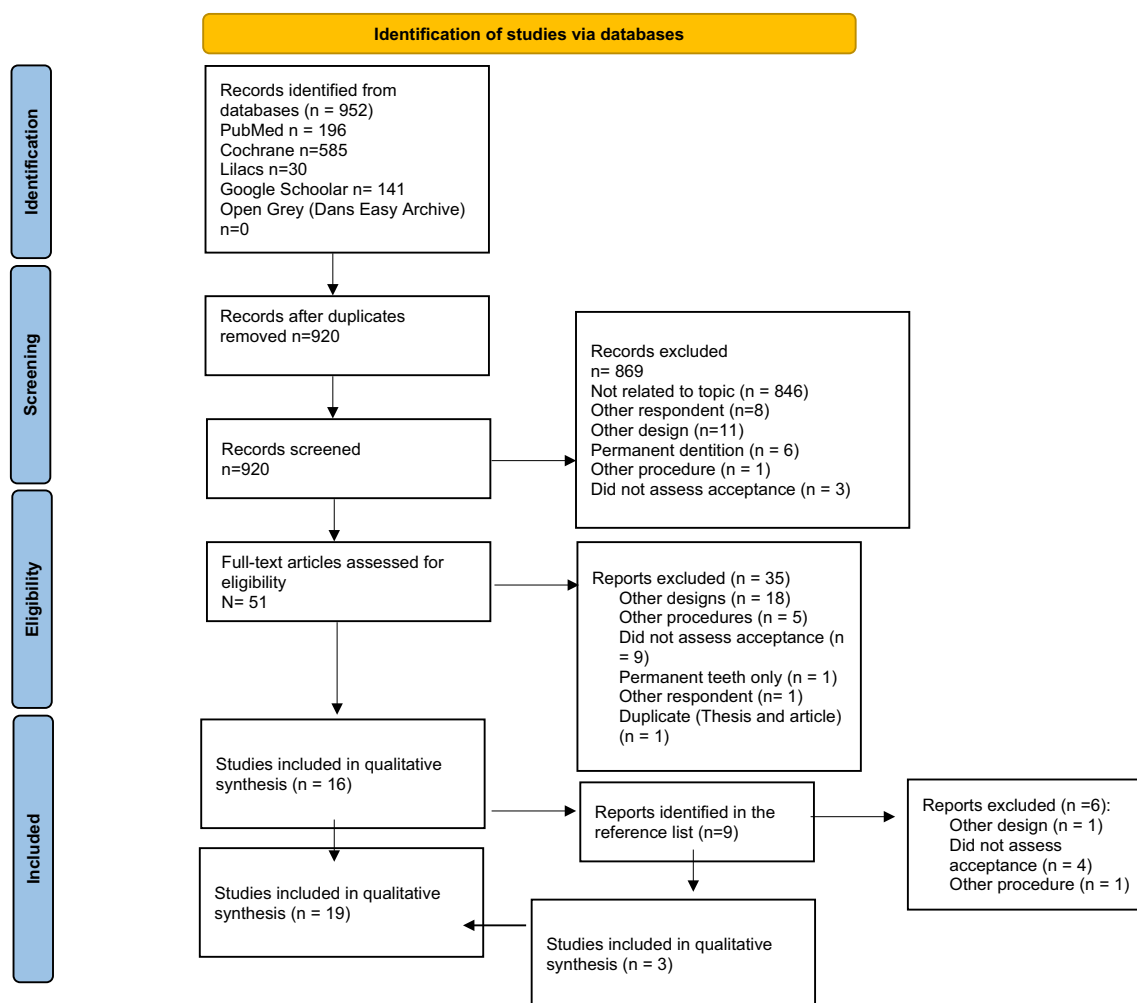 Identification of studies via databases
Identification
Records identified from
databases (n = 952)
PubMed n = 196
Cochrane n=585
Lilacs n=30
Google Schoolar n= 141
Open Grey (Dans Easy Archive)
n=0
Screening
Records after duplicates
removed n=920
Records screened
n=920
Records excluded
n= 869
Not related to topic (n = 846)
Other respondent (n=8)
Other design (n=11)
Permanent dentition (n = 6)
Other procedure (n = 1)
Did not assess acceptance (n = 3)
Eligibility
Full-text articles assessed for
eligibility
N= 51
Reports excluded (n = 35)
Other designs (n = 18)
Other procedures (n = 5)
Did not assess acceptance (n
= 9)
Permanent teeth only (n = 1)
Other respondent (n= 1)
Duplicate (Thesis and article)
(n = 1)
Included
Studies included in qualitative
synthesis (n = 16)
Reports identified in the
reference list (n=9)
Reports excluded (n =6):
Other design (n = 1)
Did not assess
acceptance (n = 4)
Other procedure (n = 1)
Studies included in qualitative
synthesis (n = 19)
Studies included in qualitative
synthesis (n = 3)